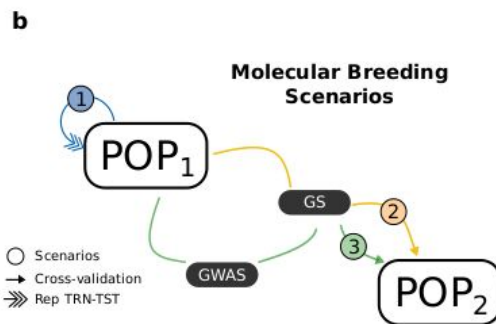 b
Molecular Breeding
Scenarios
1
POP1
GS
2
3
GWAS
POP2
Scenarios
Cross-validation
Rep TRN-TST